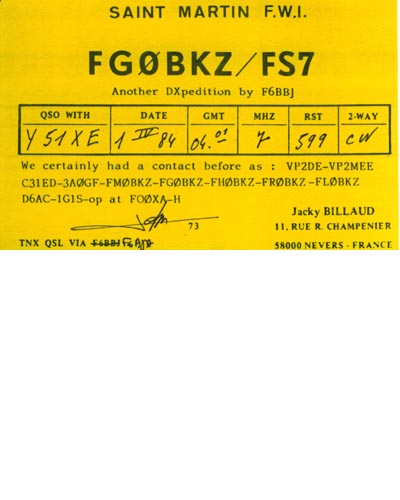 SAINT MARTIN F.W.I.
FGØBKZ/FS7
Another DXpedition by F6BBJ
QSO WITH DATE GMT MHZ RST 2-WAY
Y51XE 1 IV 84 04.01 7 599 CW
We certainly had a contact before as : VP2DE-VP2MEE
C31ED-3AØGF-FMØBKZ-FGØBKZ-FHØBKZ-FRØBKZ-FLØBKZ
D6AC-1G1S-op at FOØXA-H
73
Jacky BILLAUD
11, RUE R. CHAMPENIER
TNX QSL VIA F6BBJ
58000 NEVERS - FRANCE